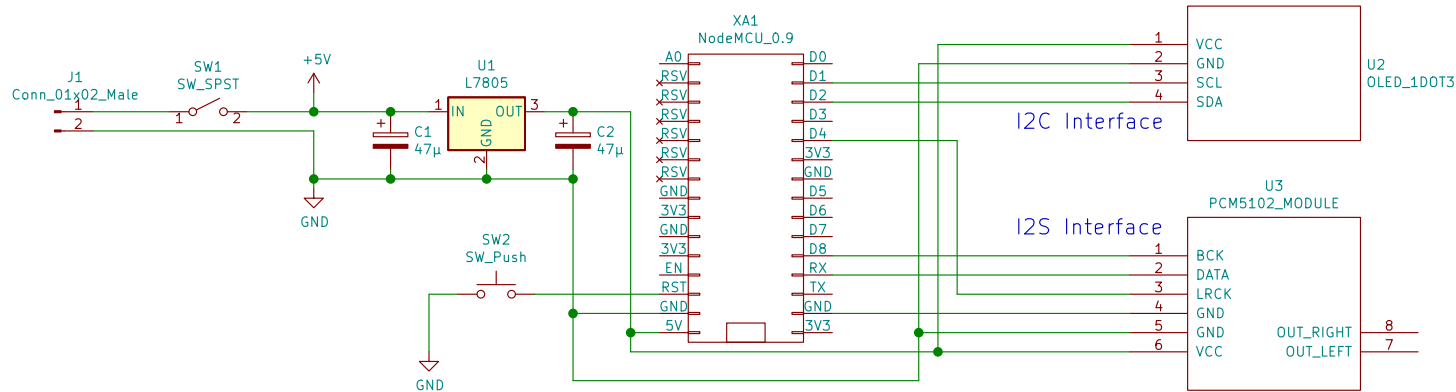 J1
Conn_01x02_Male
1
2
SW1
SW_SPST
1
2
+5V
GND
+
C1
47µ
U1
L7805
1
IN
OUT
3
GND
2
+
C2
47µ
SW2
SW_Push
GND
XA1
NodeMCU_0.9
A0
RSV
RSV
RSV
RSV
RSV
RSV
GND
3V3
GND
3V3
EN
RST
GND
5V
D0
D1
D2
D3
D4
3V3
GND
D5
D6
D7
D8
RX
TX
GND
3V3
1 VCC
2 GND
3 SCL
4 SDA
U2
OLED_1DOT3
I2C Interface
U3
PCM5102_MODULE
I2S Interface
1 BCK
2 DATA
3 LRCK
4 GND
5 GND
6 VCC
OUT_RIGHT 8
OUT_LEFT 7